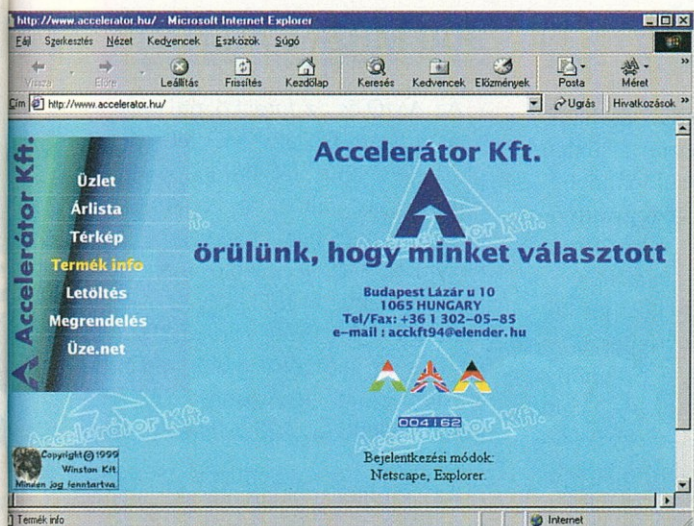 http://www.accelerator.hu/ - Microsoft Internet Explorer
Fájl Szerkesztés Nézet Kedvencek Eszközök Súgó
Vissza Előre Leállítás Frissítés Kezdőlap Keresés Kedvencek Előzmények Posta Méret »
Cím http://www.accelerator.hu/ Ugrás Hivatkozások »
Accelerátor Kft.
Üzlet
Árlista
Térkép
Termék info
Letöltés
Megrendelés
Üze.net
Accelerátor Kft.
örülünk, hogy minket választott
Budapest Lázár u 10
1065 HUNGARY
Tel/Fax: +36 1 302-05-85
e-mail : acckft94@elender.hu
004162
Bejelentkezési módok:
Netscape, Explorer.
Accelerátor Kft.
Accelerátor Kft.
Copyright© 1999
Winston Kft.
Minden jog fenntartva.
Termék info Internet